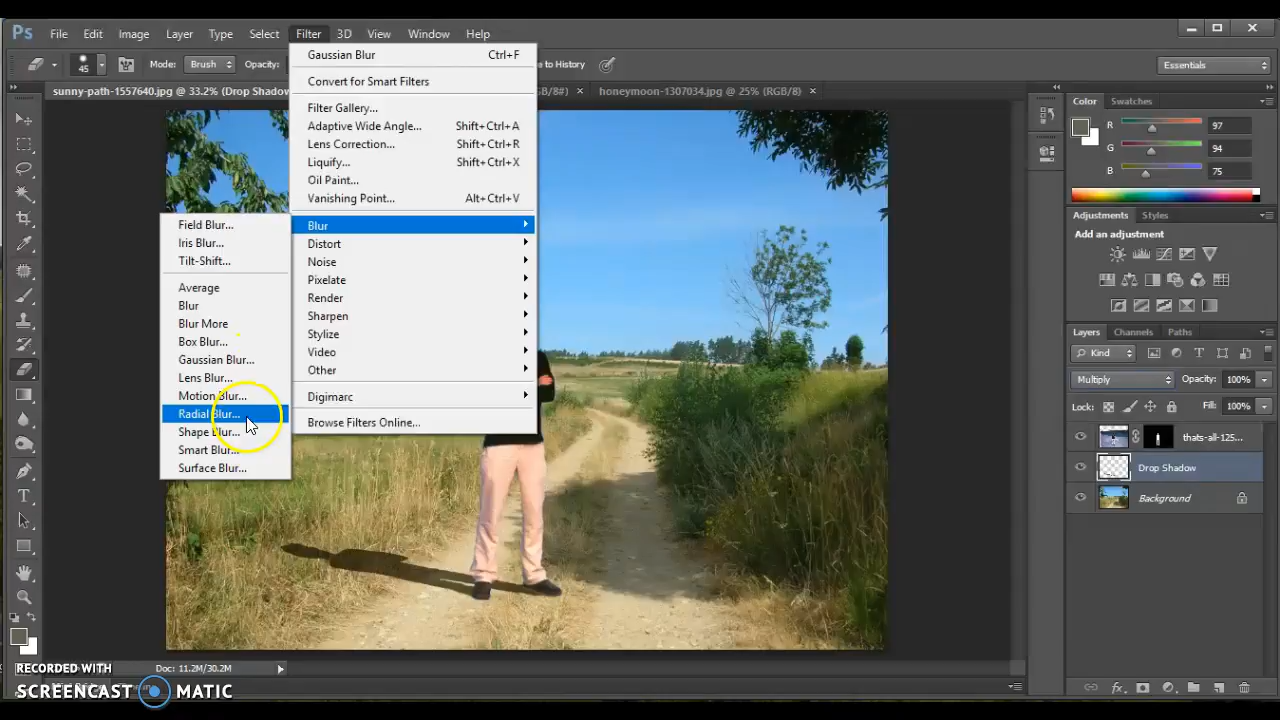 Ps File Edit Image Layer Type Select Filter 3D View Window Help
45 Mode: Brush Opacity: to History Essentials
sunny-path-1557640.jpg @ 33.2% (Drop Shadow (RGB/8#) × honeymoon-1307034.jpg @ 25% (RGB/8) ×
Gaussian Blur Ctrl+F
Convert for Smart Filters
Filter Gallery...
Adaptive Wide Angle... Shift+Ctrl+A
Lens Correction... Shift+Ctrl+R
Liquify... Shift+Ctrl+X
Oil Paint...
Vanishing Point... Alt+Ctrl+V
Blur
Distort
Noise
Pixelate
Render
Sharpen
Stylize
Video
Other
Digimarc
Browse Filters Online...
Field Blur...
Iris Blur...
Tilt-Shift...
Average
Blur
Blur More
Box Blur...
Gaussian Blur...
Lens Blur...
Motion Blur...
Radial Blur...
Shape Blur...
Smart Blur...
Surface Blur...
Color Swatches
R 97
G 94
B 75
Adjustments Styles
Add an adjustment
Layers Channels Paths
Kind
Multiply Opacity: 100%
Lock: Fill: 100%
thats-all-125...
Drop Shadow
Background
Doc: 11.2M/30.2M
RECORDED WITH
SCREENCAST MATIC